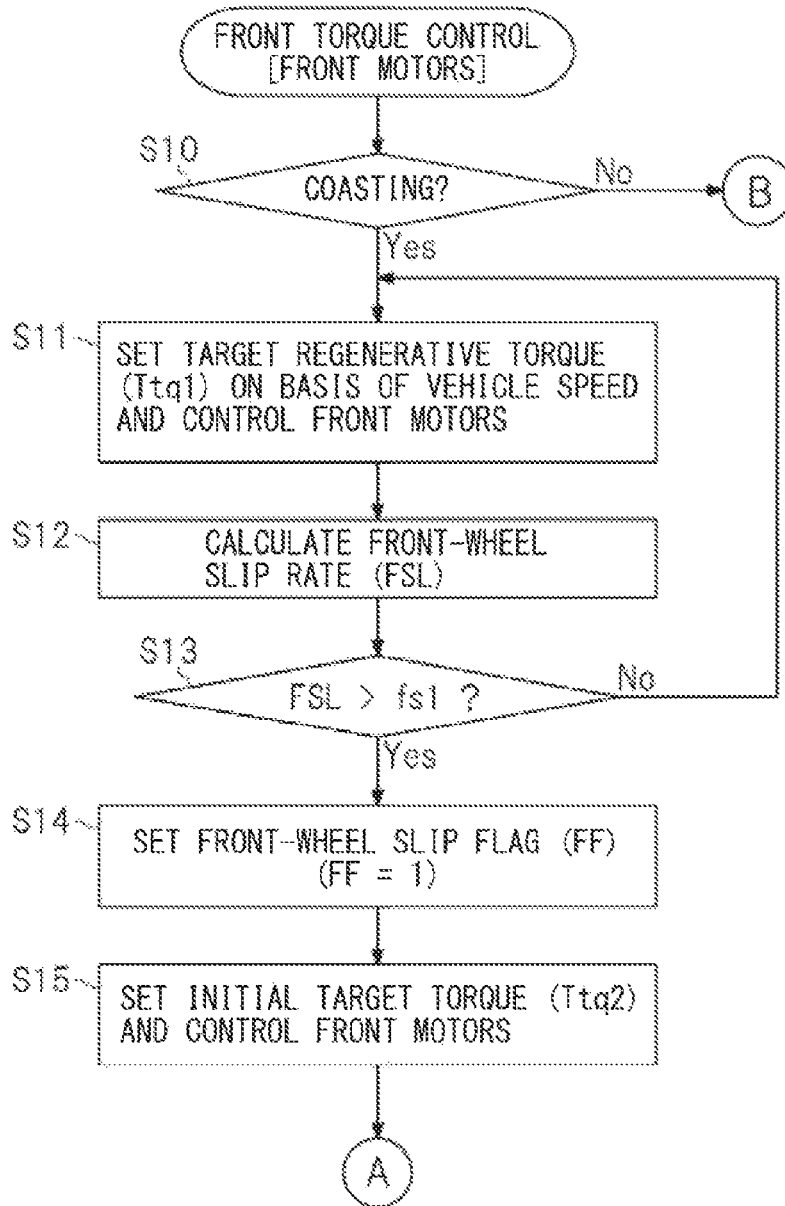 FRONT TORQUE CONTROL
[FRONT MOTORS]
S10
COASTING?
No
B
Yes
S11
SET TARGET REGENERATIVE TORQUE
(Ttq1) ON BASIS OF VEHICLE SPEED
AND CONTROL FRONT MOTORS
S12
CALCULATE FRONT-WHEEL
SLIP RATE (FSL)
S13
FSL > fsl ?
No
Yes
S14
SET FRONT-WHEEL SLIP FLAG (FF)
(FF = 1)
S15
SET INITIAL TARGET TORQUE (Ttq2)
AND CONTROL FRONT MOTORS
A